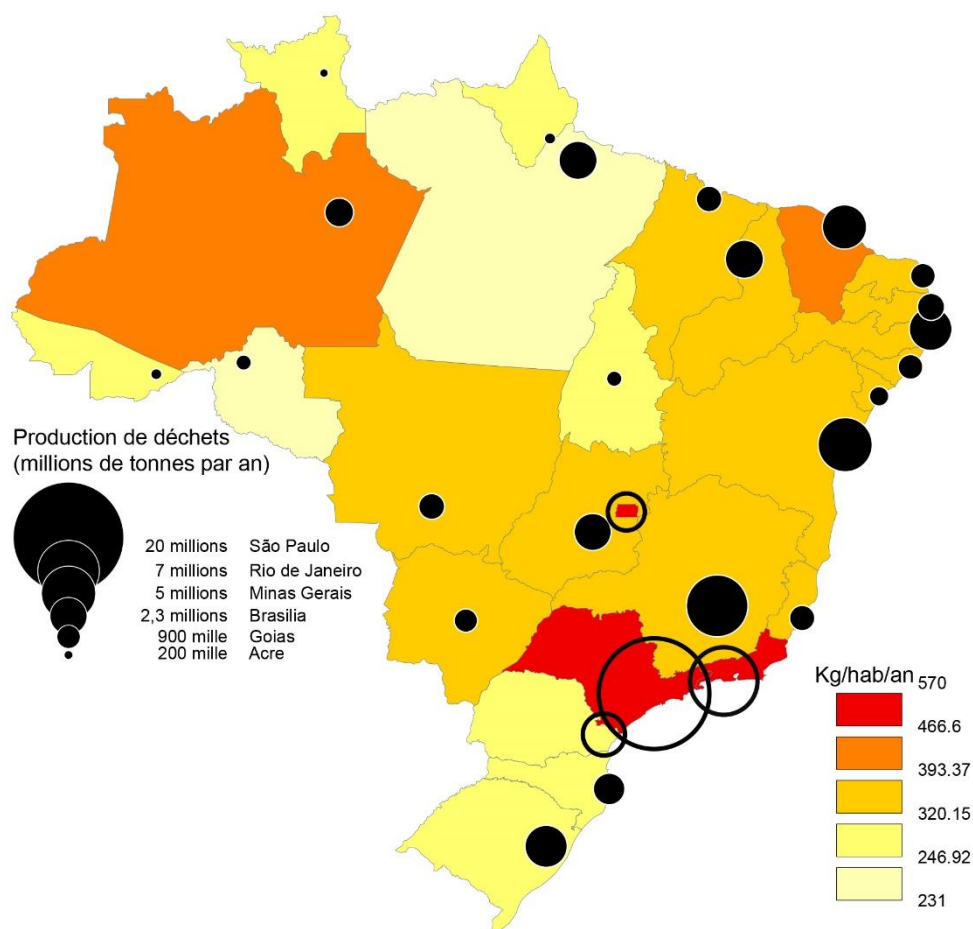 Production de déchets
(millions de tonnes par an)
20 millions São Paulo
7 millions Rio de Janeiro
5 millions Minas Gerais
2,3 millions Brasilia
900 mille Goias
200 mille Acre
Kg/hab/an
570
466.6
393.37
320.15
246.92
231